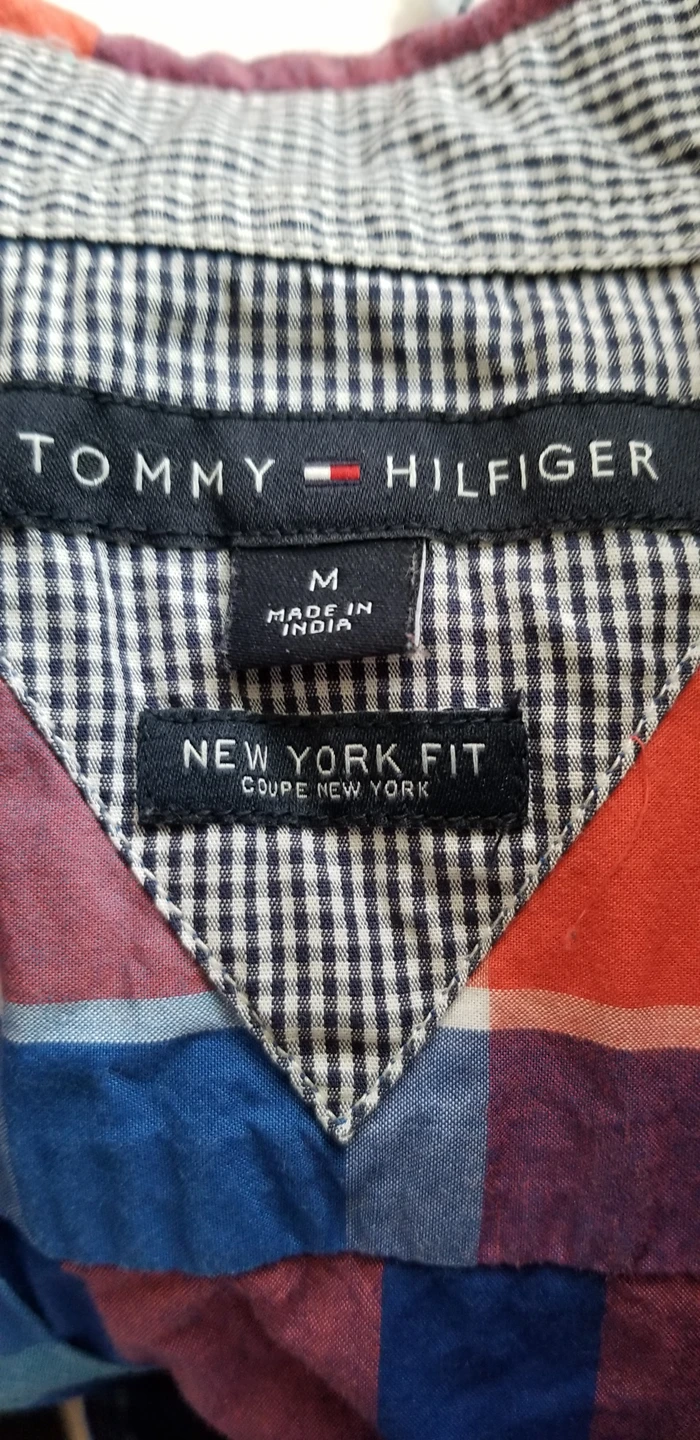 TOMMY HILFIGER
M
MADE IN
INDIA
NEW YORK FIT
COUPE NEW YORK